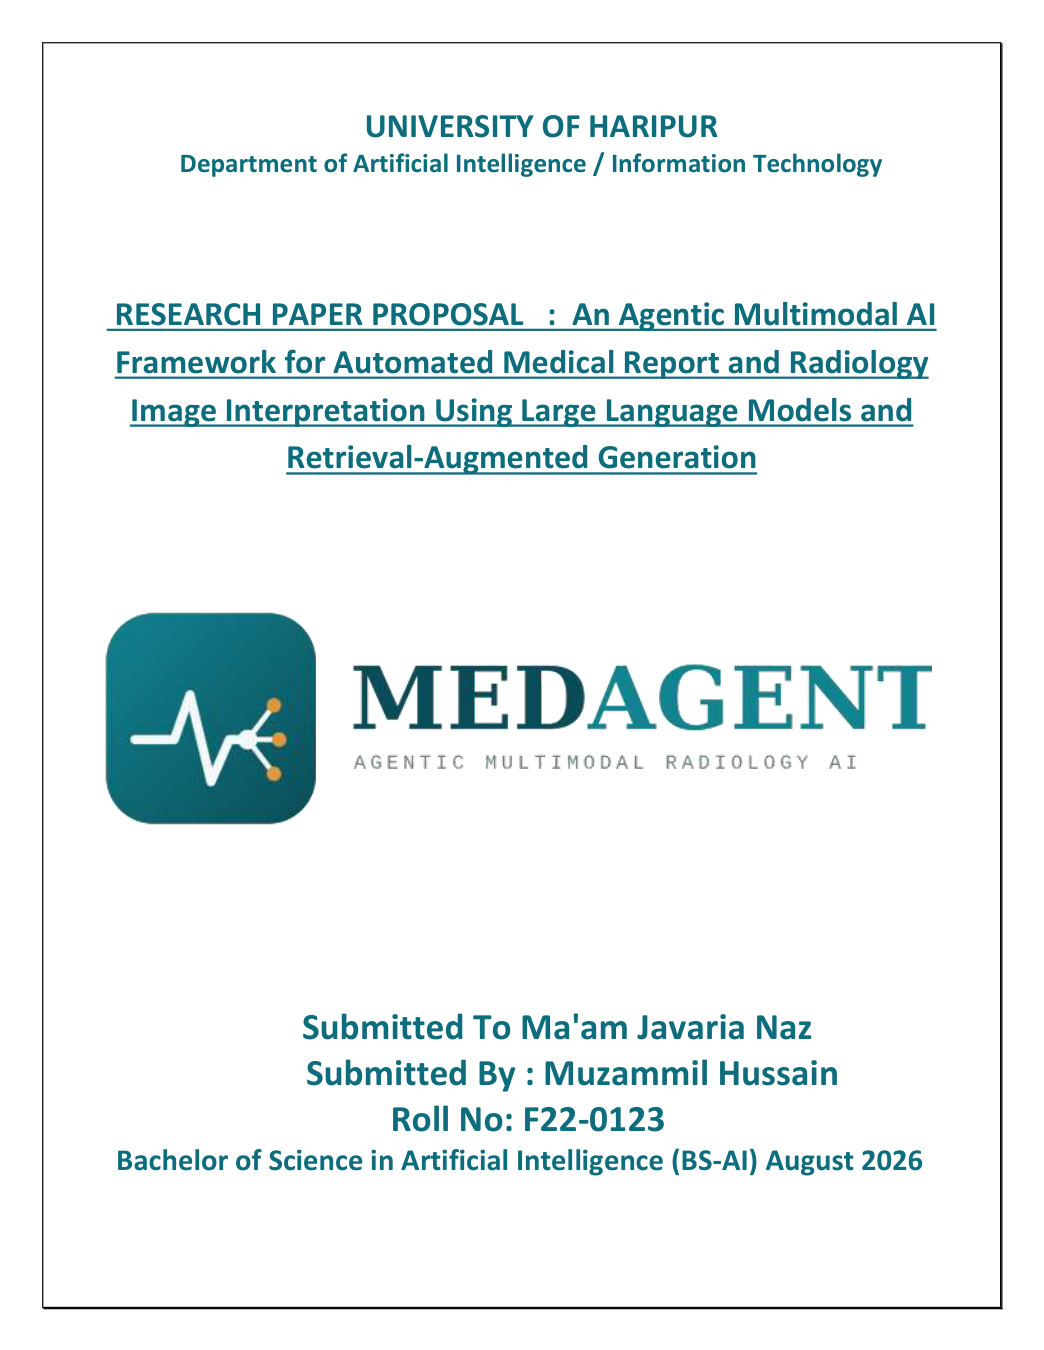 UNIVERSITY OF HARIPUR
Department of Artificial Intelligence / Information Technology
RESEARCH PAPER PROPOSAL : An Agentic Multimodal AI
Framework for Automated Medical Report and Radiology
Image Interpretation Using Large Language Models and
Retrieval-Augmented Generation
MEDAGENT
AGENTIC MULTIMODAL RADIOLOGY AI
Submitted To Ma'am Javaria Naz
Submitted By : Muzammil Hussain
Roll No: F22-0123
Bachelor of Science in Artificial Intelligence (BS-AI) August 2026